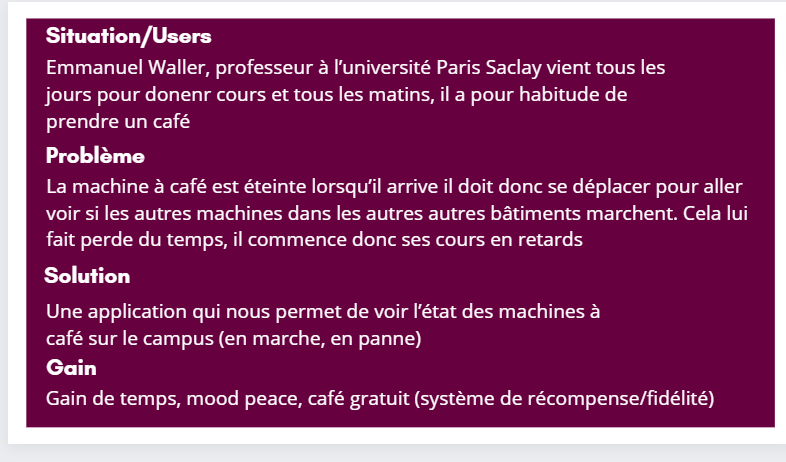 Situation/Users
Emmanuel Waller, professeur à l’université Paris Saclay vient tous les
jours pour donenr cours et tous les matins, il a pour habitude de
prendre un café
Problème
La machine à café est éteinte lorsqu’il arrive il doit donc se déplacer pour aller
voir si les autres machines dans les autres autres bâtiments marchent. Cela lui
fait perde du temps, il commence donc ses cours en retards
Solution
Une application qui nous permet de voir l’état des machines à
café sur le campus (en marche, en panne)
Gain
Gain de temps, mood peace, café gratuit (système de récompense/fidélité)